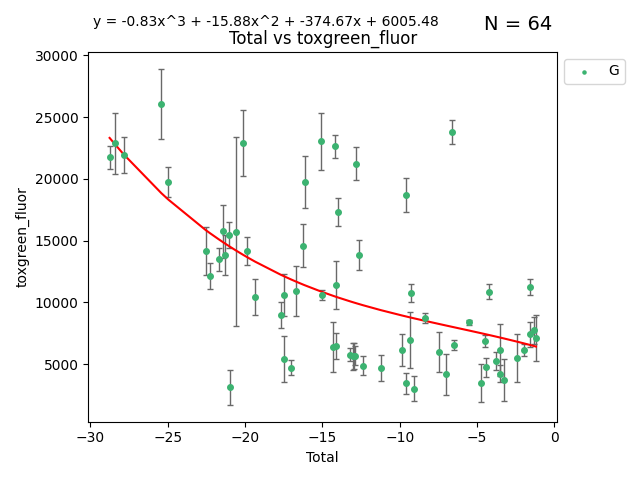 y = -0.83x^3 + -15.88x^2 + -374.67x + 6005.48
N = 64
Total vs toxgreen_fluor
G
30000
25000
20000
15000
10000
5000
toxgreen_fluor
−30
−25
−20
−15
−10
−5
0
Total